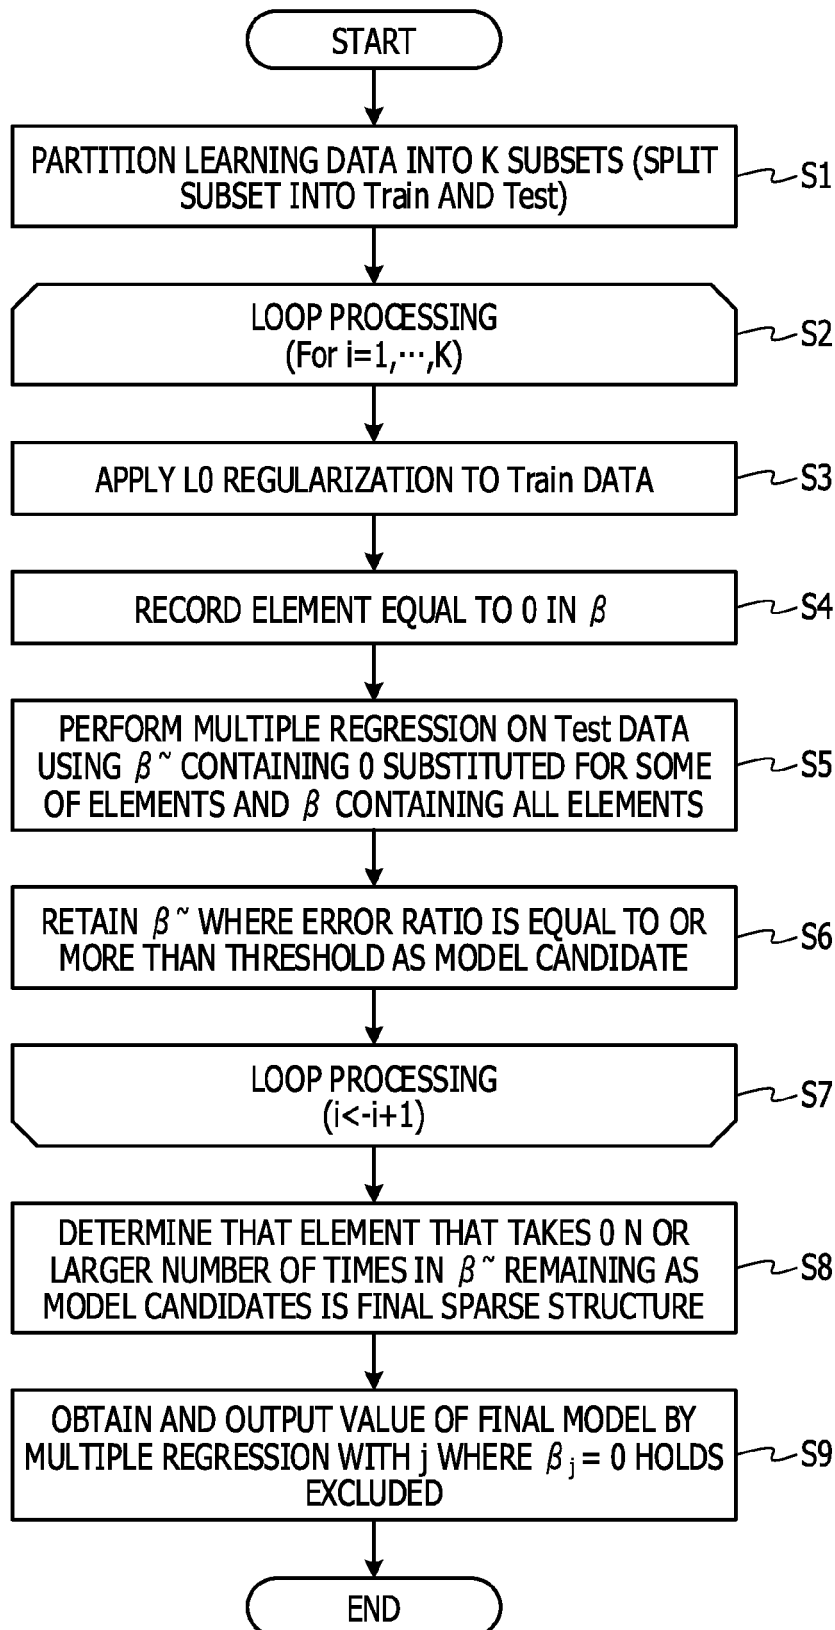 START
PARTITION LEARNING DATA INTO K SUBSETS (SPLIT
SUBSET INTO Train AND Test)
S1
LOOP PROCESSING
(For i=1,⋯,K)
S2
APPLY L0 REGULARIZATION TO Train DATA
S3
RECORD ELEMENT EQUAL TO 0 IN β
S4
PERFORM MULTIPLE REGRESSION ON Test DATA
USING β~ CONTAINING 0 SUBSTITUTED FOR SOME
OF ELEMENTS AND β CONTAINING ALL ELEMENTS
S5
RETAIN β~ WHERE ERROR RATIO IS EQUAL TO OR
MORE THAN THRESHOLD AS MODEL CANDIDATE
S6
LOOP PROCESSING
(i<-i+1)
S7
DETERMINE THAT ELEMENT THAT TAKES 0 N OR
LARGER NUMBER OF TIMES IN β~ REMAINING AS
MODEL CANDIDATES IS FINAL SPARSE STRUCTURE
S8
OBTAIN AND OUTPUT VALUE OF FINAL MODEL BY
MULTIPLE REGRESSION WITH j WHERE βj = 0 HOLDS
EXCLUDED
S9
END